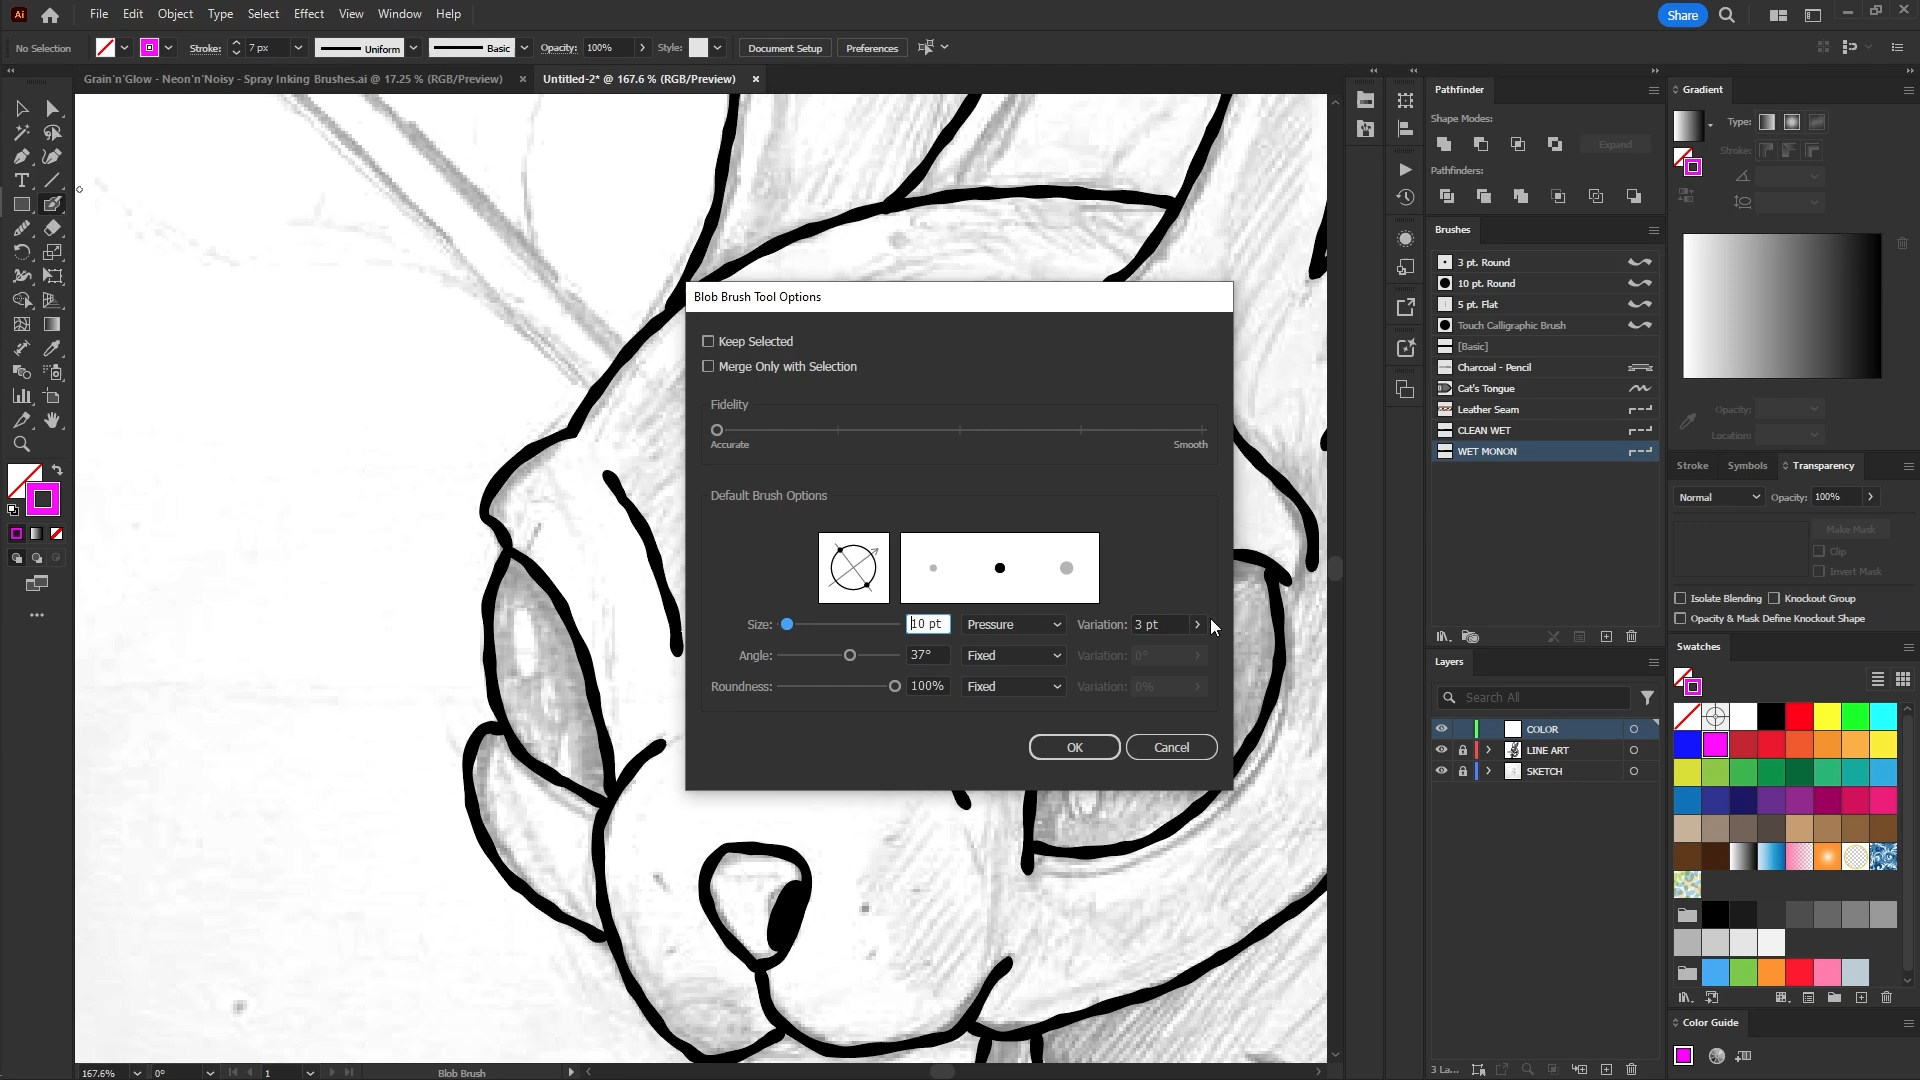 Ai File Edit Object Type Select Effect View Window Help Share
No Selection Stroke: 7 px Uniform Basic Opacity: 100% Style: Document Setup Preferences
Grain'n'Glow - Neon'n'Noisy - Spray Inking Brushes.ai @ 17.25 % (RGB/Preview) × Untitled-2* @ 167.6 % (RGB/Preview) ×
Blob Brush Tool Options
Keep Selected
Merge Only with Selection
Fidelity
Accurate Smooth
Default Brush Options
Size: 10 pt Pressure Variation: 3 pt
Angle: 37° Fixed Variation: 0°
Roundness: 100% Fixed Variation: 0%
OK Cancel
Pathfinder
Shape Modes:
Expand
Pathfinders:
Brushes
3 pt. Round
10 pt. Round
5 pt. Flat
Touch Calligraphic Brush
[Basic]
Charcoal - Pencil
Cat's Tongue
Leather Seam
CLEAN WET
WET MONON
Layers
Search All
COLOR
LINE ART
SKETCH
3 La...
Gradient
Type:
Stroke:
Opacity:
Location:
Stroke Symbols Transparency
Normal Opacity: 100%
Make Mask
Clip
Invert Mask
Isolate Blending Knockout Group
Opacity & Mask Define Knockout Shape
Swatches
Color Guide
167.6% 0° 1 Blob Brush